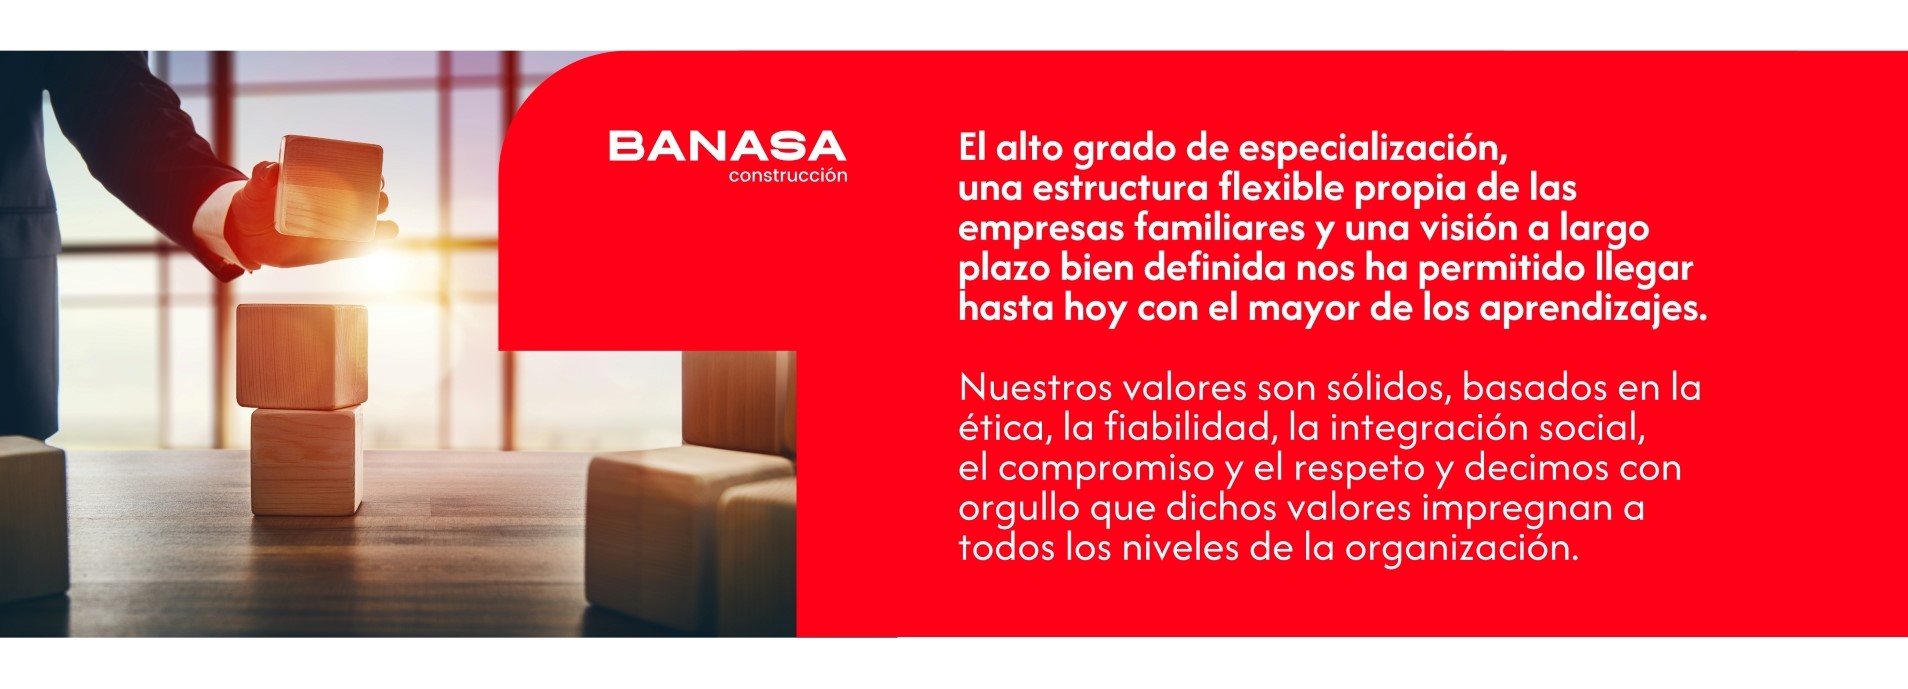 BANASA
construcción
El alto grado de especialización,
una estructura flexible propia de las
empresas familiares y una visión a largo
plazo bien definida nos ha permitido llegar
hasta hoy con el mayor de los aprendizajes.
Nuestros valores son sólidos, basados en la
ética, la fiabilidad, la integración social,
el compromiso y el respeto y decimos con
orgullo que dichos valores impregnan a
todos los niveles de la organización.